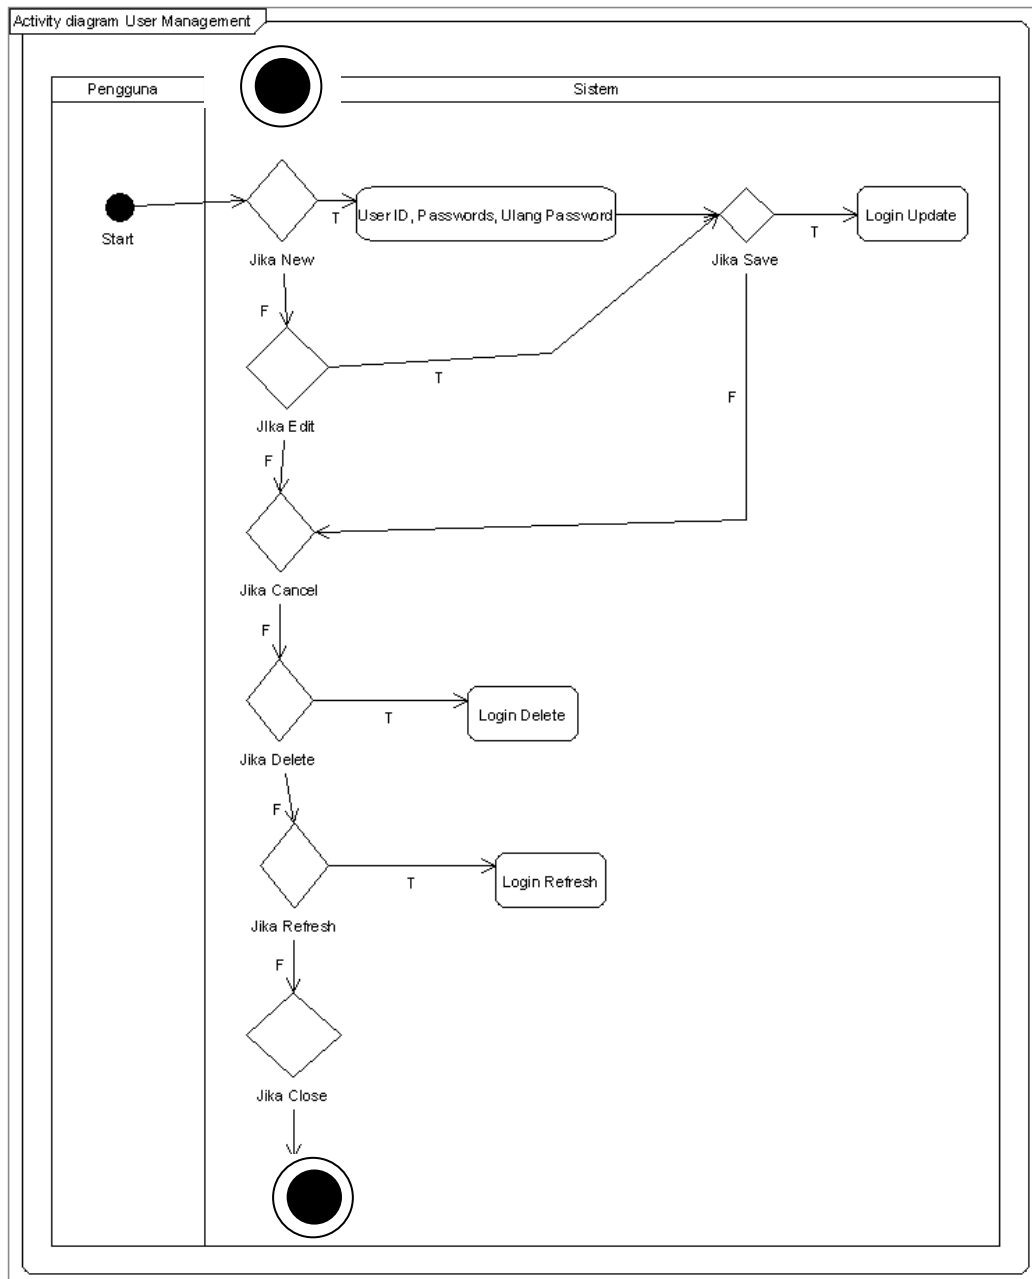 Activity diagram User Management
Pengguna
Sistem
Start
T
User ID, Passwords, Ulang Password
T
Login Update
Jika New
Jika Save
F
T
F
JIka Edit
F
Jika Cancel
F
T
Login Delete
Jika Delete
F
T
Login Refresh
Jika Refresh
F
Jika Close